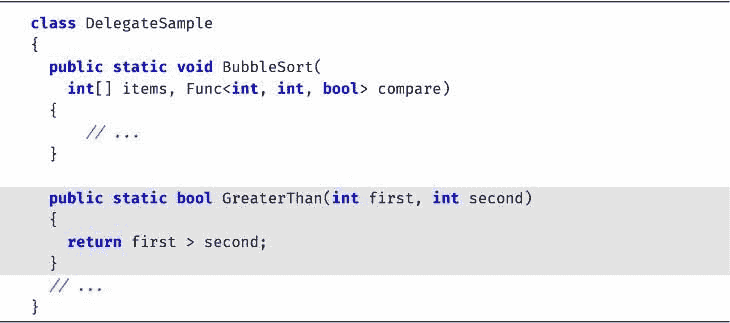 class DelegateSample
{
  public static void BubbleSort(
    int[] items, Func<int, int, bool> compare)
  {
      // ...
  }

  public static bool GreaterThan(int first, int second)
  {
    return first > second;
  }
  // ...
}